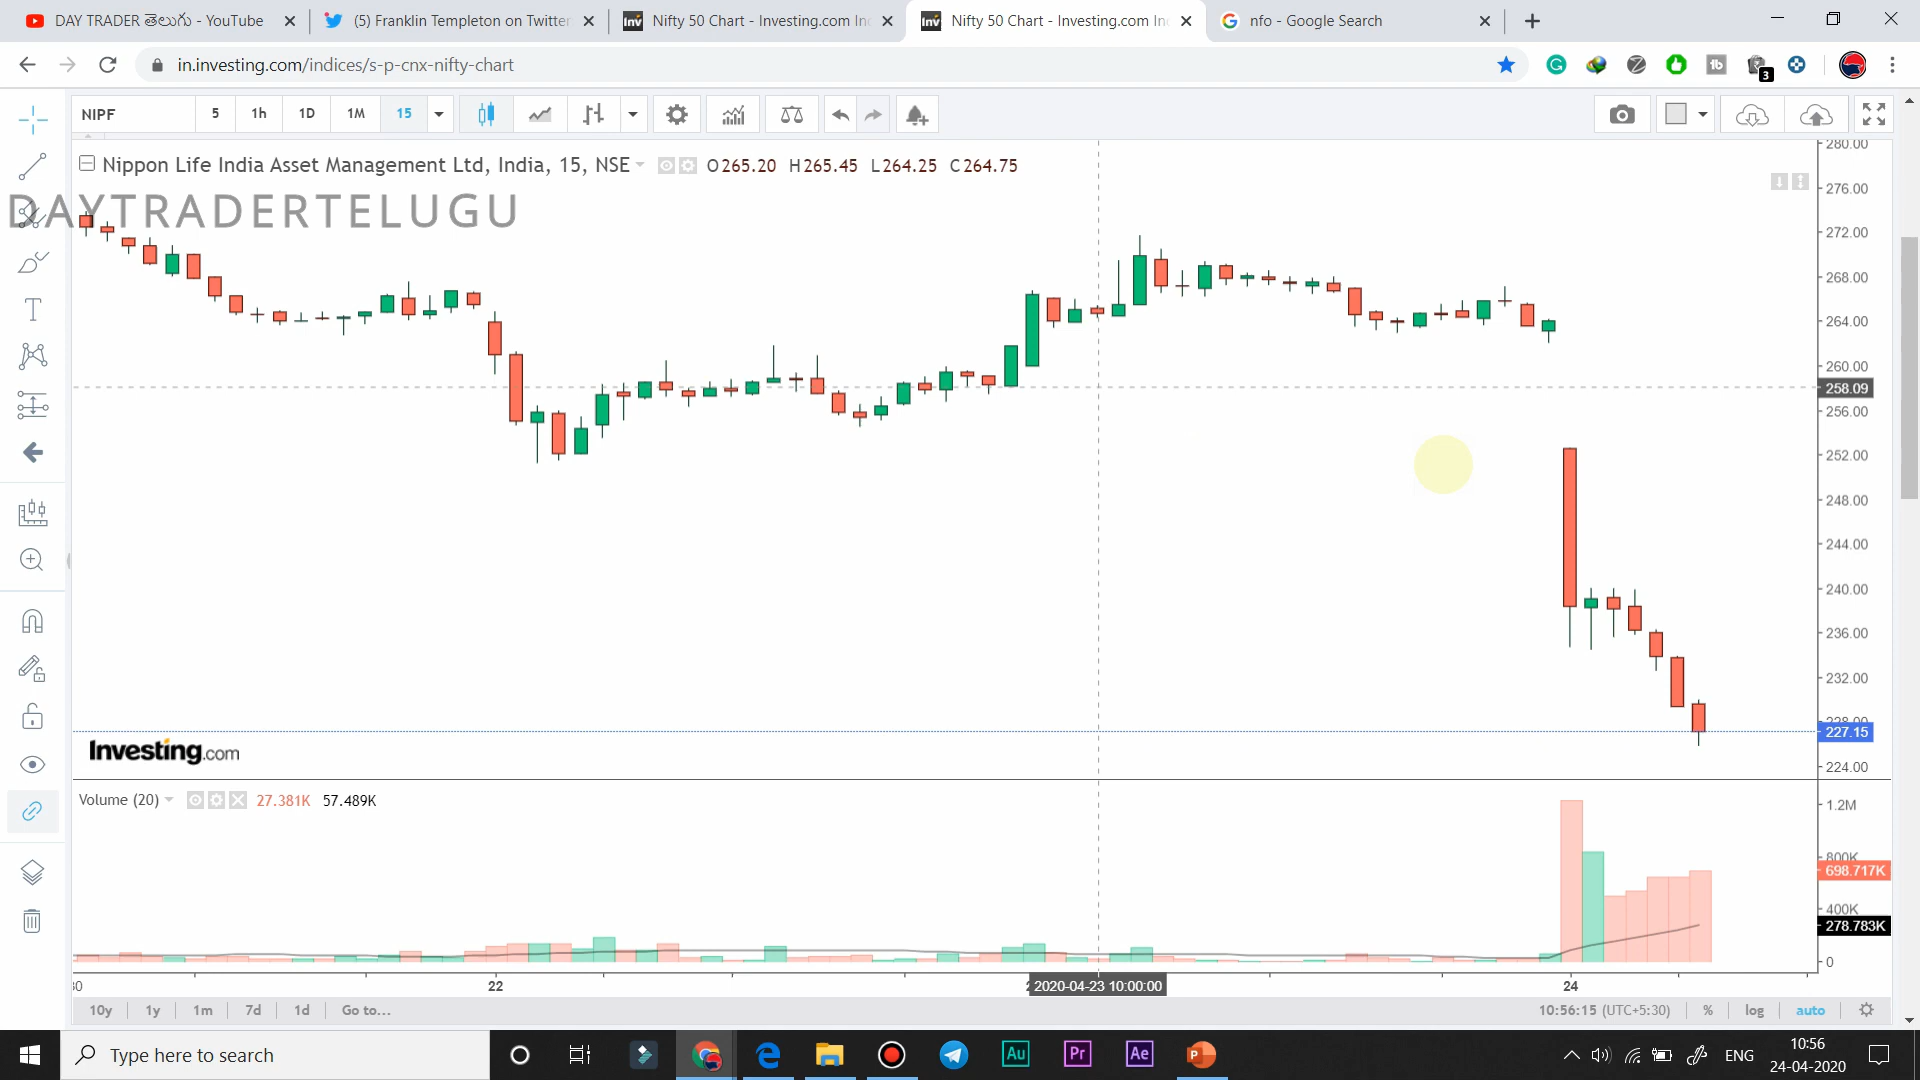 DAY TRADER తెలుగు - YouTube
(5) Franklin Templeton on Twitter
Nifty 50 Chart - Investing.com In
Nifty 50 Chart - Investing.com In
nfo - Google Search
in.investing.com/indices/s-p-cnx-nifty-chart
3
NIPF 5 1h 1D 1M 15
Nippon Life India Asset Management Ltd, India, 15, NSE O265.20 H265.45 L264.25 C264.75
DAYTRADERTELUGU
280.00
276.00
272.00
268.00
264.00
260.00
258.09
256.00
252.00
248.00
244.00
240.00
236.00
232.00
228.00
227.15
224.00
Investing.com
Volume (20) 27.381K 57.489K
1.2M
800K
698.717K
400K
278.783K
0
22
2020-04-23 10:00:00
24
10y 1y 1m 7d 1d Go to...
10:56:15 (UTC+5:30) % log auto
Type here to search
Au
Pr
Ae
ENG
10:56
24-04-2020